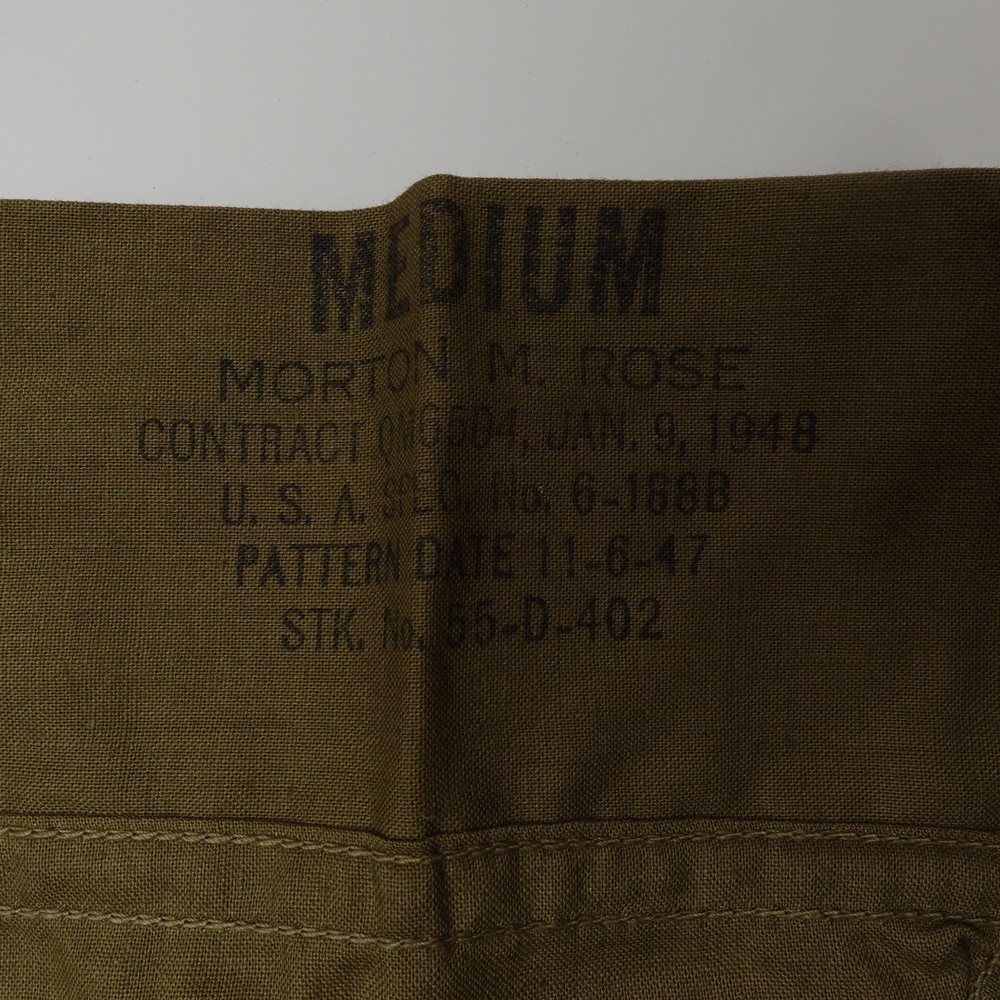 MEDIUM
MORTON M. ROSE
CONTRACT QM6504, JAN. 9, 1948
U. S. A. SPEC. No. 6-188B
PATTERN DATE 11-6-47
STK. No. 55-D-402